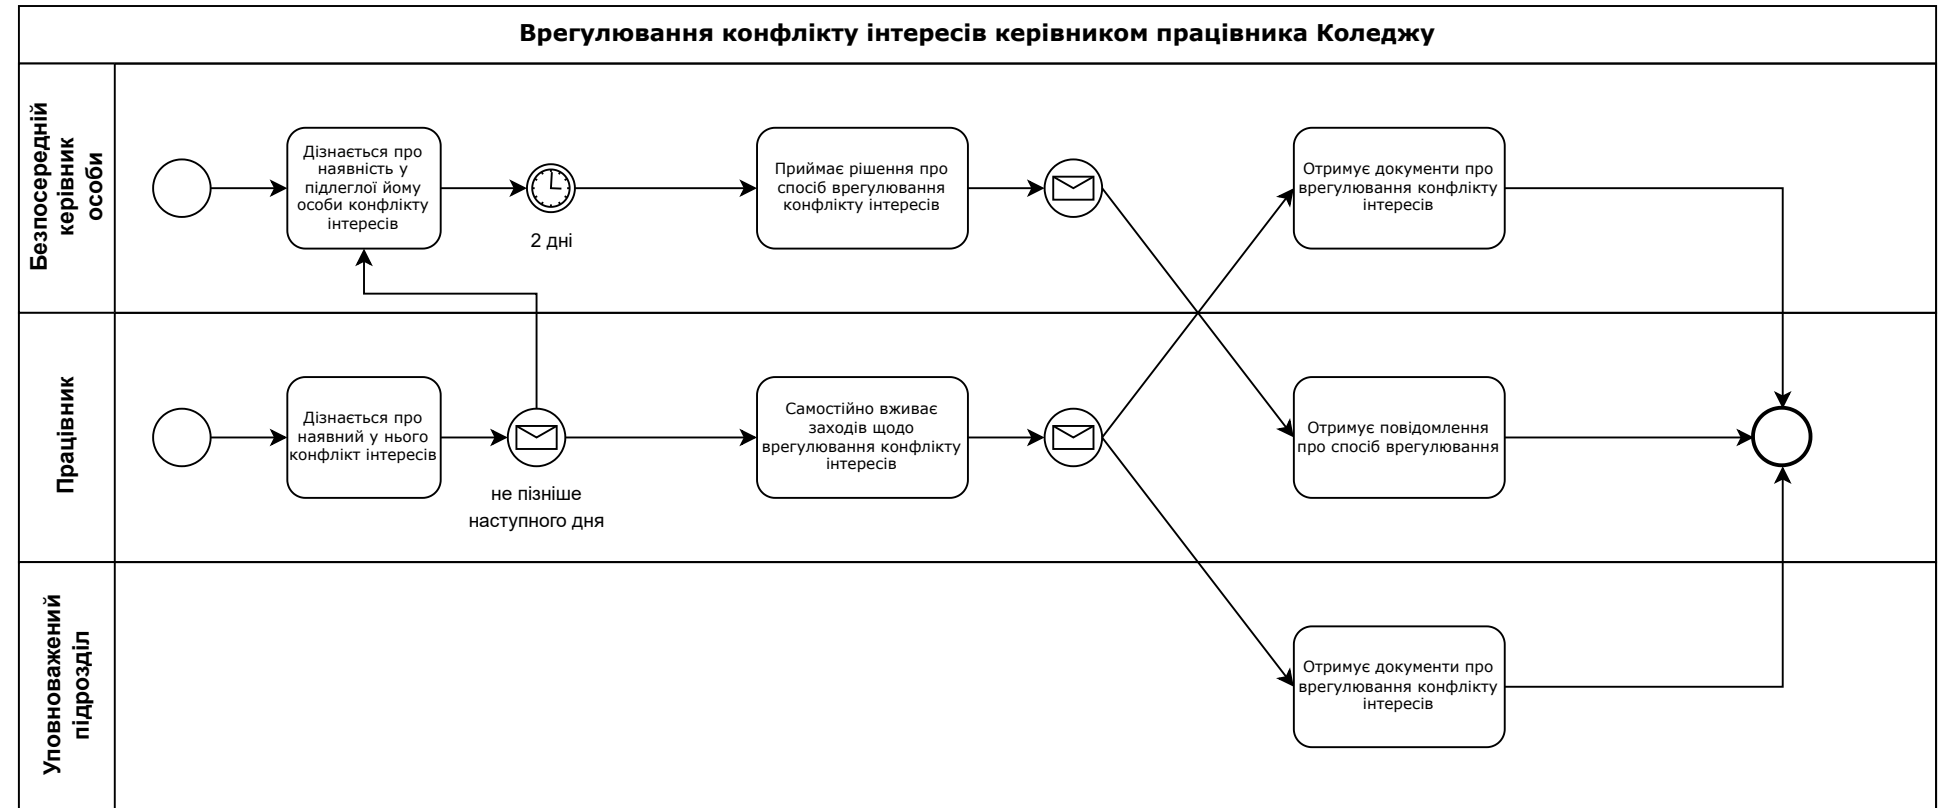 Врегулювання конфлікту інтересів керівником працівника Коледжу
Безпосередній
керівник
особи
Дізнається про
наявність у
підлеглої йому
особи конфлікту
інтересів
2 дні
Приймає рішення про
спосіб врегулювання
конфлікту інтересів
Отримує документи про
врегулювання конфлікту
інтересів
Працівник
Дізнається про
наявний у нього
конфлікт інтересів
не пізніше
наступного дня
Самостійно вживає
заходів щодо
врегулювання конфлікту
інтересів
Отримує повідомлення
про спосіб врегулювання
Уповноважений
підрозділ
Отримує документи про
врегулювання конфлікту
інтересів